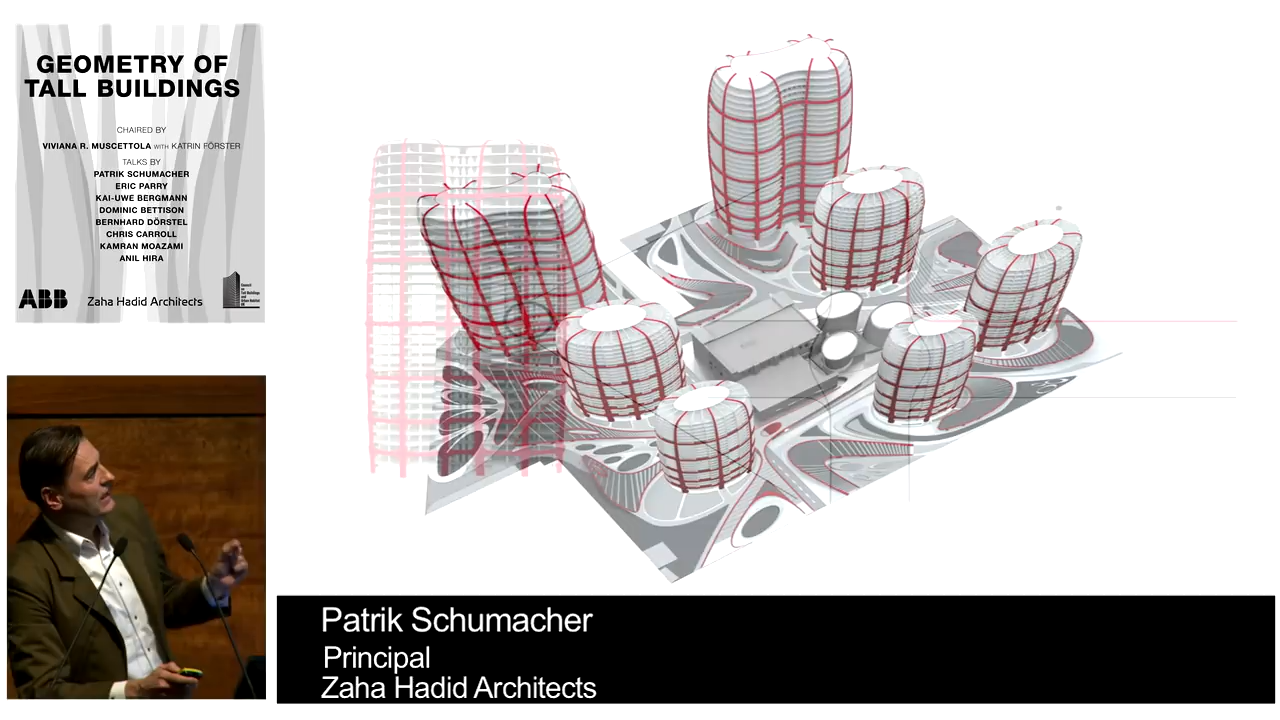 GEOMETRY OF
TALL BUILDINGS
CHAIRED BY
VIVIANA R. MUSCETTOLA WITH KATRIN FÖRSTER
TALKS BY
PATRIK SCHUMACHER
ERIC PARRY
KAI-UWE BERGMANN
DOMINIC BETTISON
BERNHARD DÖRSTEL
CHRIS CARROLL
KAMRAN MOAZAMI
ANIL HIRA
ABB
Zaha Hadid Architects
Patrik Schumacher
Principal
Zaha Hadid Architects